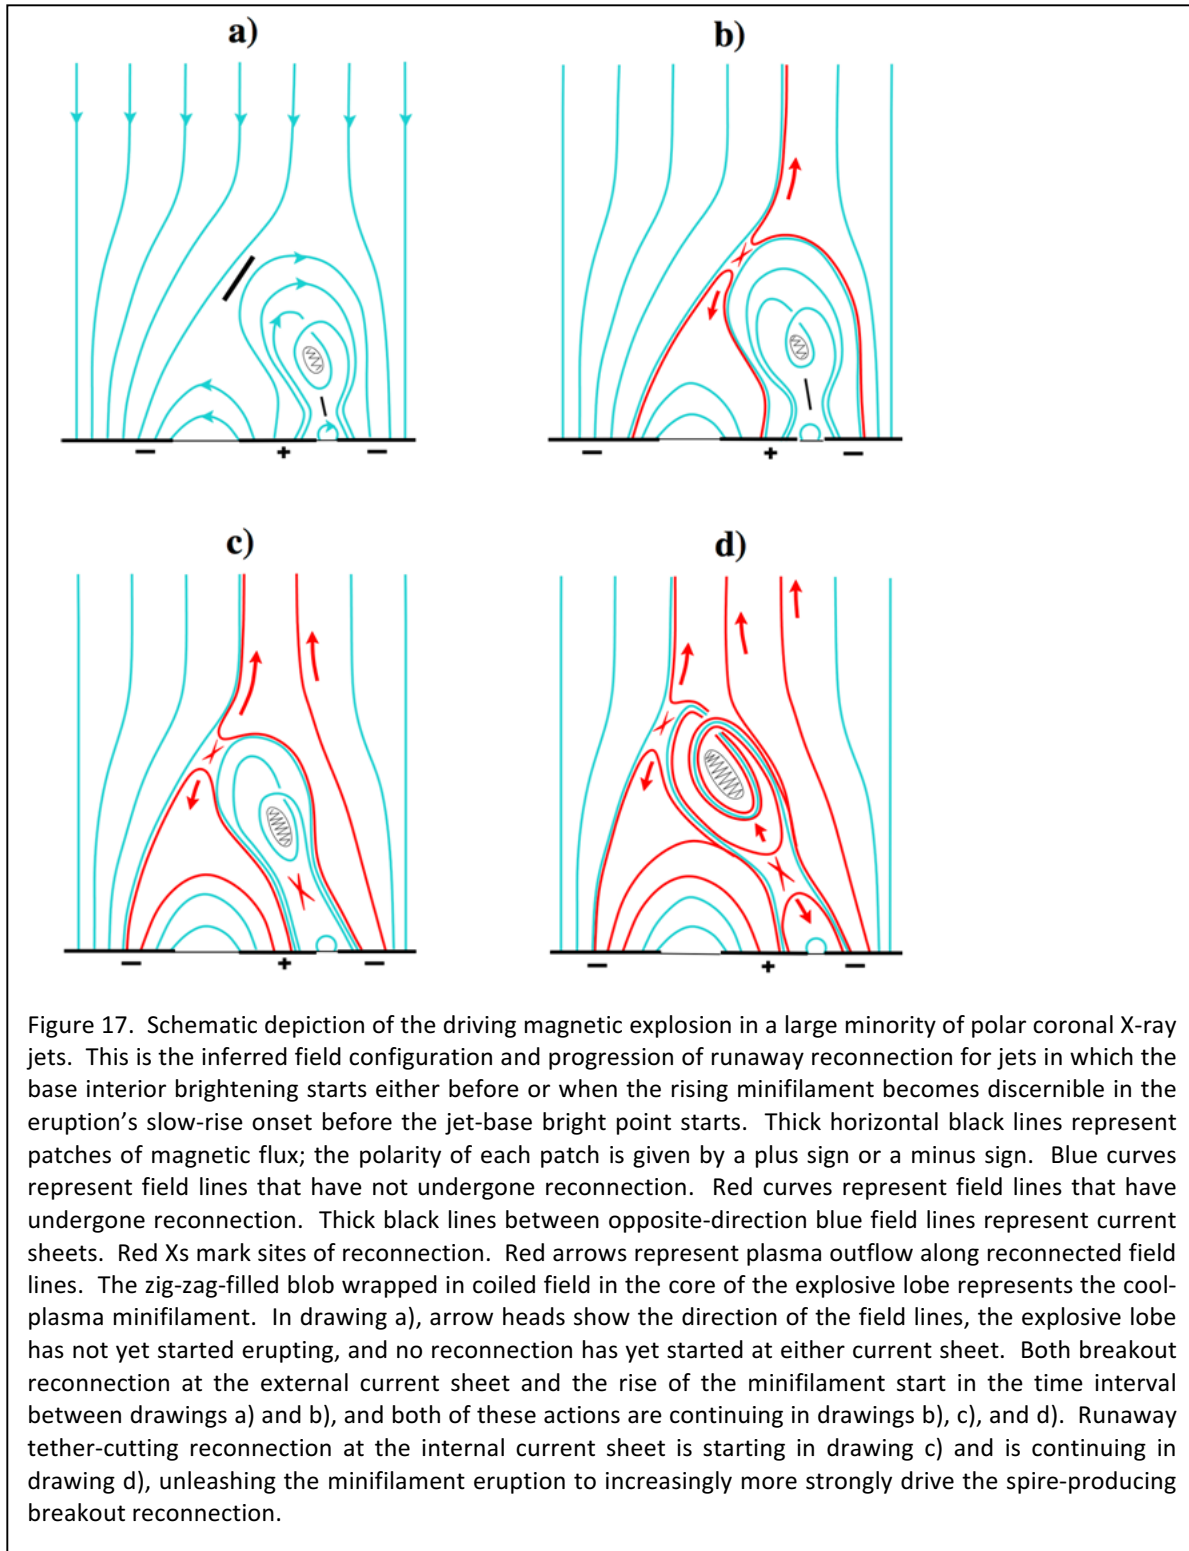 a)
b)
−
+
−
−
+
−
c)
d)
−
+
−
−
+
−
Figure 17. Schematic depiction of the driving magnetic explosion in a large minority of polar coronal X-ray
jets. This is the inferred field configuration and progression of runaway reconnection for jets in which the
base interior brightening starts either before or when the rising minifilament becomes discernible in the
eruption’s slow-rise onset before the jet-base bright point starts. Thick horizontal black lines represent
patches of magnetic flux; the polarity of each patch is given by a plus sign or a minus sign. Blue curves
represent field lines that have not undergone reconnection. Red curves represent field lines that have
undergone reconnection. Thick black lines between opposite-direction blue field lines represent current
sheets. Red Xs mark sites of reconnection. Red arrows represent plasma outflow along reconnected field
lines. The zig-zag-filled blob wrapped in coiled field in the core of the explosive lobe represents the cool-
plasma minifilament. In drawing a), arrow heads show the direction of the field lines, the explosive lobe
has not yet started erupting, and no reconnection has yet started at either current sheet. Both breakout
reconnection at the external current sheet and the rise of the minifilament start in the time interval
between drawings a) and b), and both of these actions are continuing in drawings b), c), and d). Runaway
tether-cutting reconnection at the internal current sheet is starting in drawing c) and is continuing in
drawing d), unleashing the minifilament eruption to increasingly more strongly drive the spire-producing
breakout reconnection.